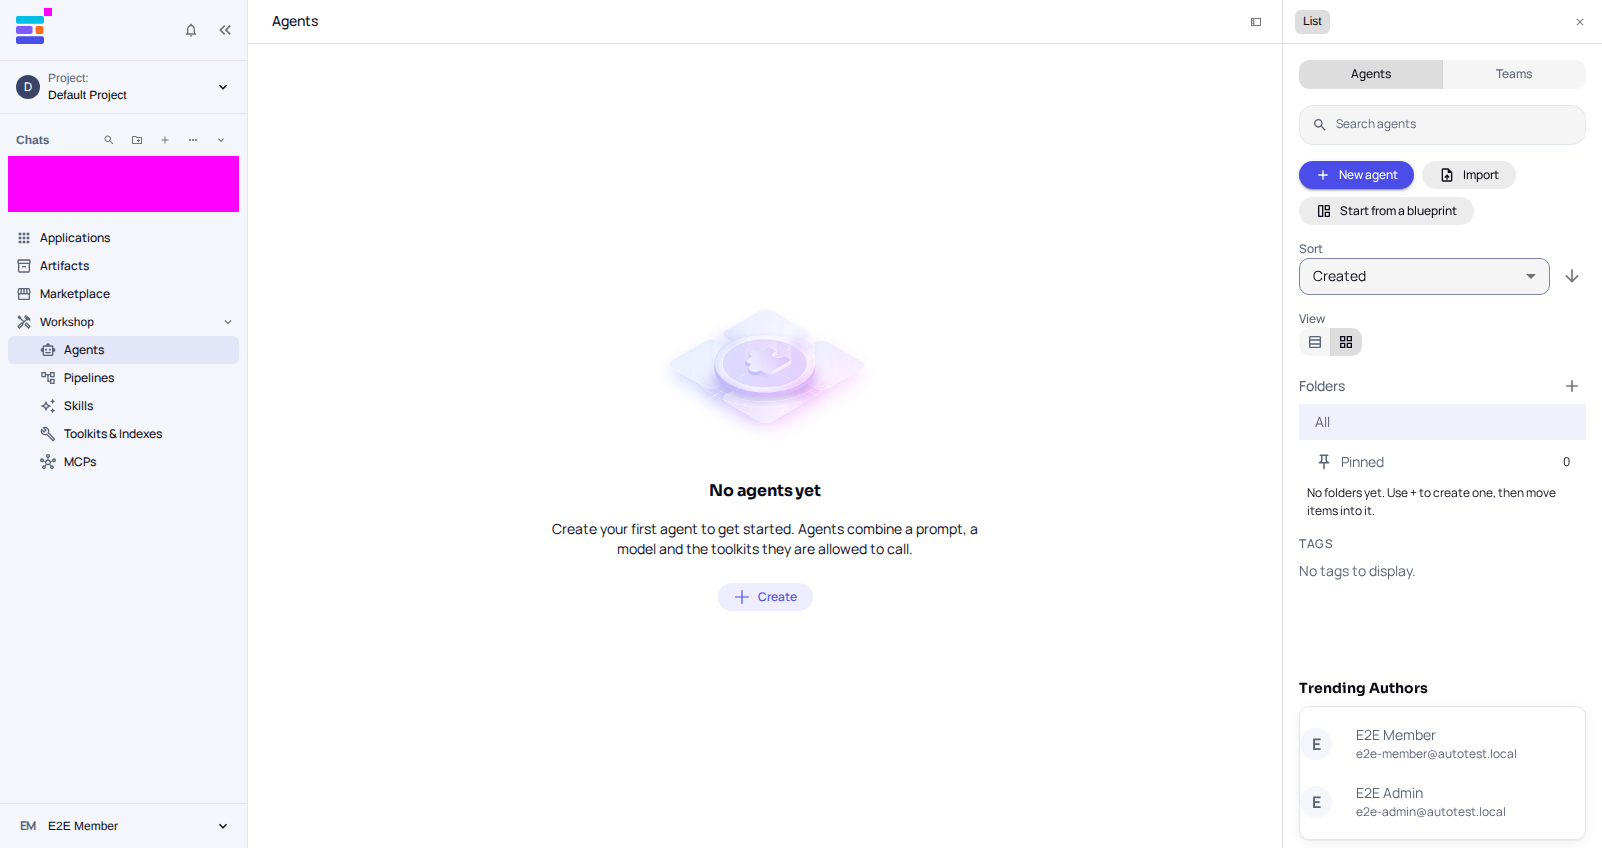 Project:
D
Default Project
Chats
Applications
Artifacts
Marketplace
Workshop
Agents
Pipelines
Skills
Toolkits & Indexes
MCPs
EM
E2E Member
Agents
No agents yet
Create your first agent to get started. Agents combine a prompt, a
model and the toolkits they are allowed to call.
Create
List
Agents
Teams
Search agents
New agent
Import
Start from a blueprint
Sort
Created
View
Folders
All
Pinned
0
No folders yet. Use + to create one, then move
items into it.
TAGS
No tags to display.
Trending Authors
E
E2E Member
e2e-member@autotest.local
E
E2E Admin
e2e-admin@autotest.local